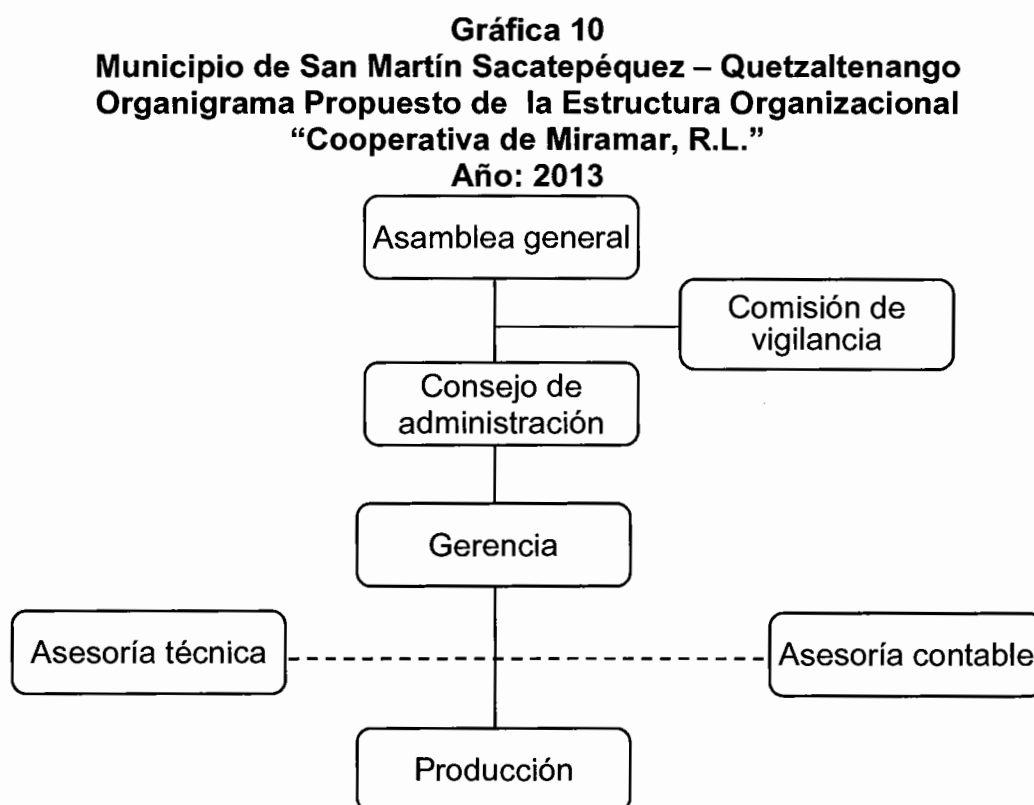 Gráfica 10
Municipio de San Martín Sacatepéquez – Quetzaltenango
Organigrama Propuesto de la Estructura Organizacional
“Cooperativa de Miramar, R.L.”
Año: 2013
Asamblea general
Comisión de
vigilancia
Consejo de
administración
Gerencia
Asesoría técnica
Asesoría contable
Producción